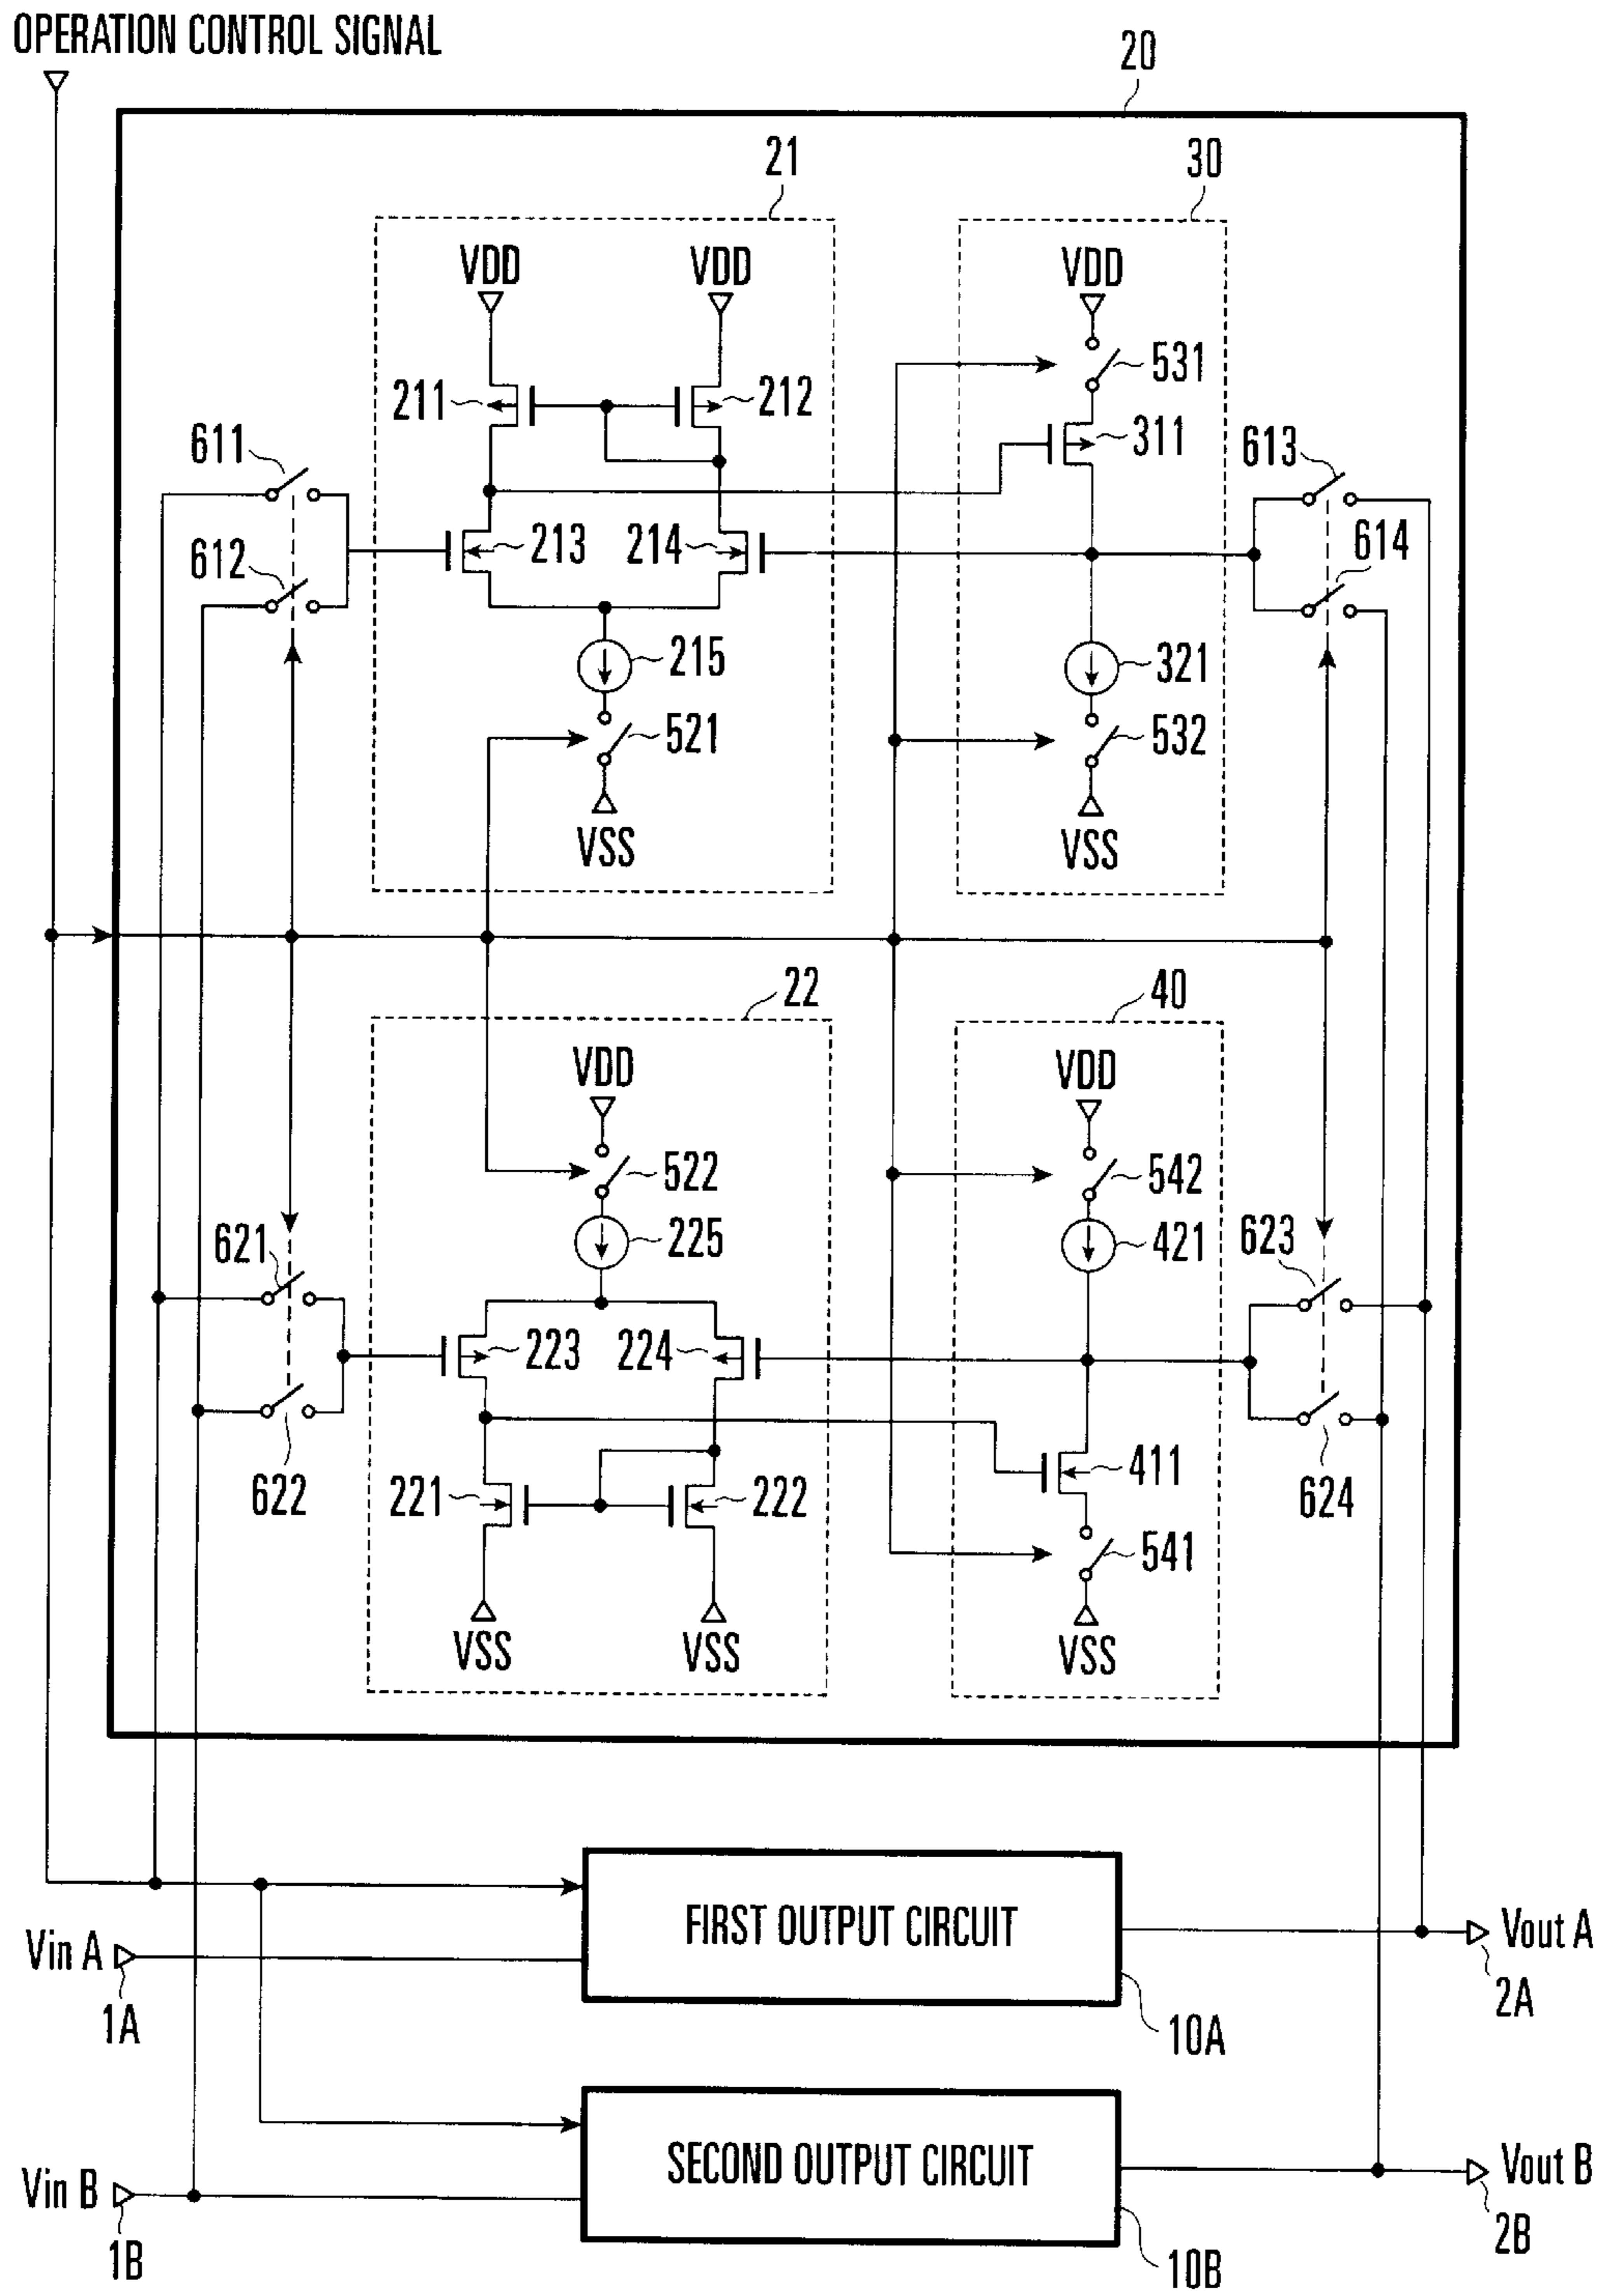 OPERATION CONTROL SIGNAL
20
21
30
VDD
VDD
VDD
531
211
212
311
611
613
213
214
614
612
215
321
521
532
VSS
VSS
22
40
VDD
VDD
522
542
621
225
421
623
223
224
411
622
221
222
624
541
VSS
VSS
VSS
FIRST OUTPUT CIRCUIT
Vin A
Vout A
1A
2A
10A
SECOND OUTPUT CIRCUIT
Vin B
Vout B
1B
2B
10B